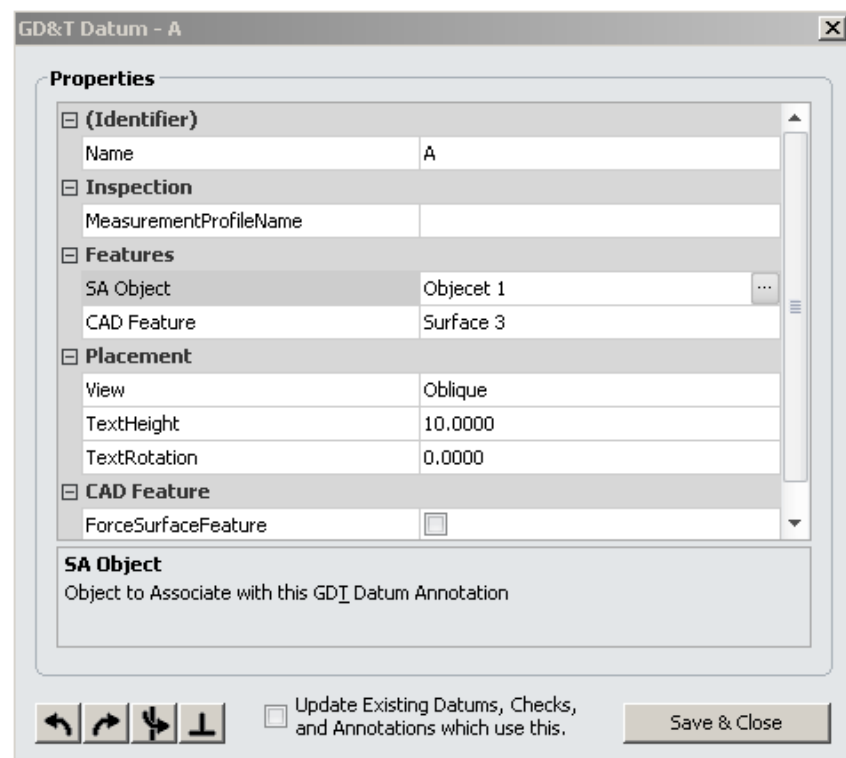 GD&T Datum - A
Properties
(Identifier)
Name A
Inspection
MeasurementProfileName
Features
SA Object Objecet 1 ...
CAD Feature Surface 3
Placement
View Oblique
TextHeight 10.0000
TextRotation 0.0000
CAD Feature
ForceSurfaceFeature
SA Object
Object to Associate with this GDT Datum Annotation
Update Existing Datums, Checks,
and Annotations which use this.
Save & Close